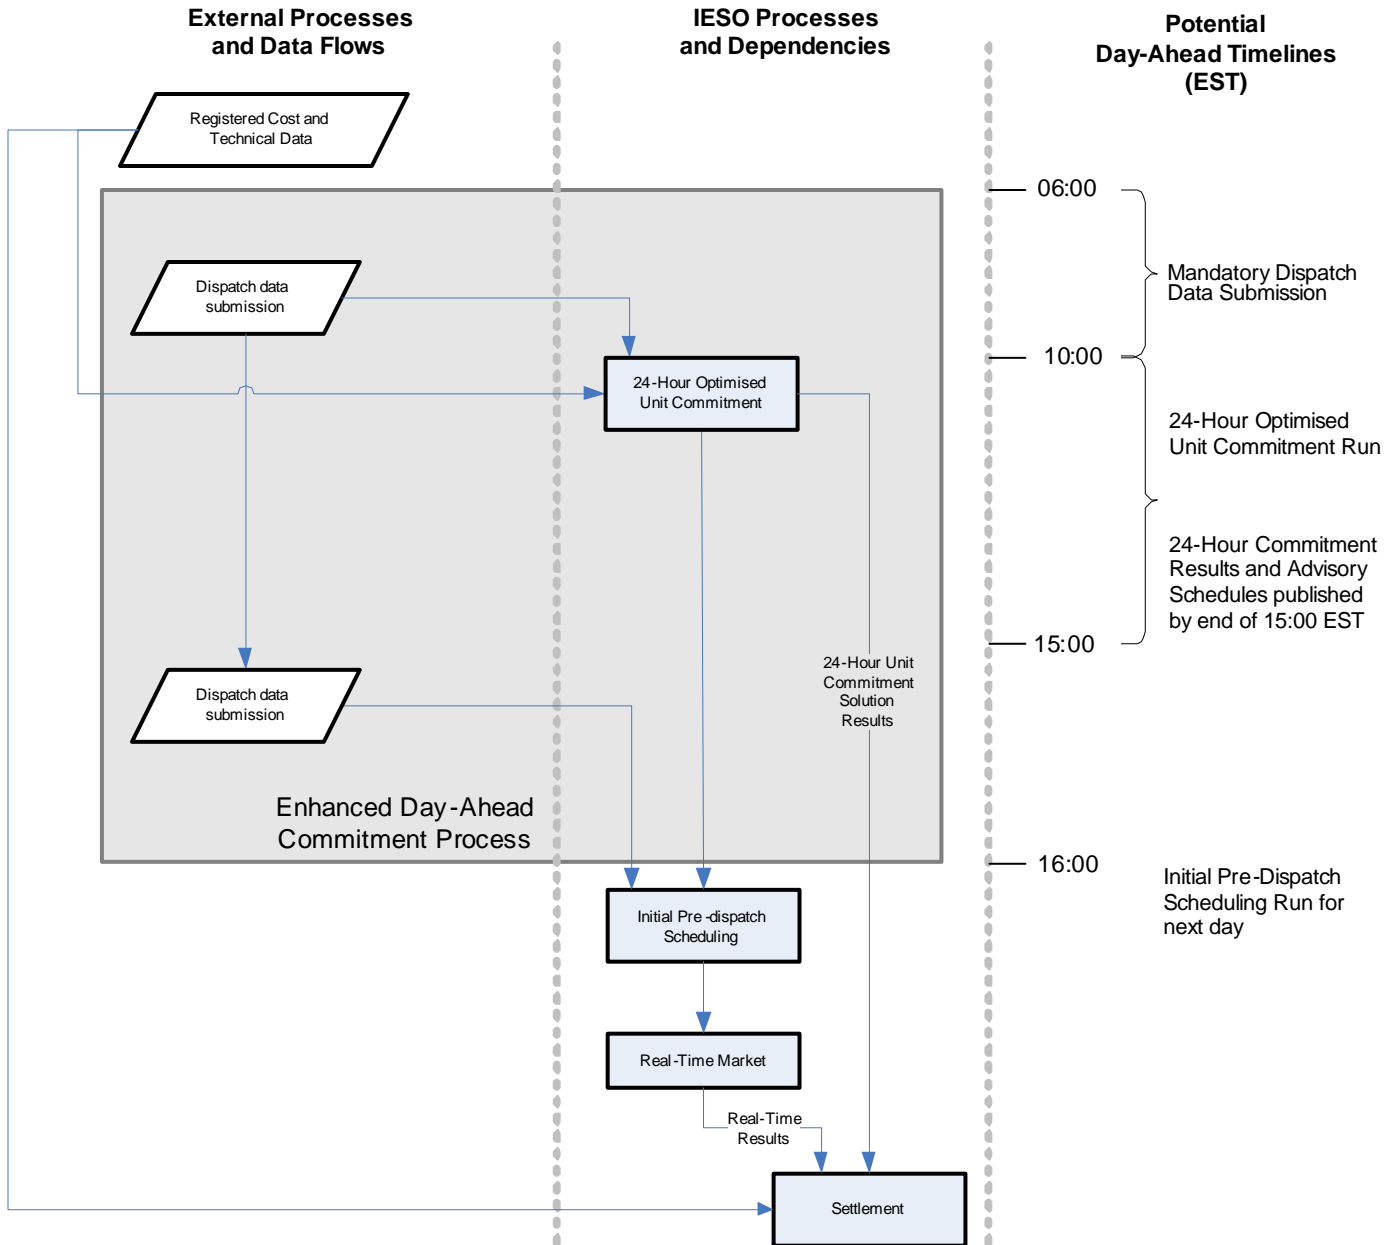 External Processes
and Data Flows
IESO Processes
and Dependencies
Potential
Day-Ahead Timelines
(EST)
Registered Cost and
Technical Data
06:00
Dispatch data
submission
Mandatory Dispatch
Data Submission
10:00
24-Hour Optimised
Unit Commitment
24-Hour Optimised
Unit Commitment Run
24-Hour Commitment
Results and Advisory
Schedules published
by end of 15:00 EST
15:00
24-Hour Unit
Commitment
Solution
Results
Dispatch data
submission
Enhanced Day-Ahead
Commitment Process
16:00
Initial Pre-Dispatch
Scheduling Run for
next day
Initial Pre-dispatch
Scheduling
Real-Time Market
Real-Time
Results
Settlement